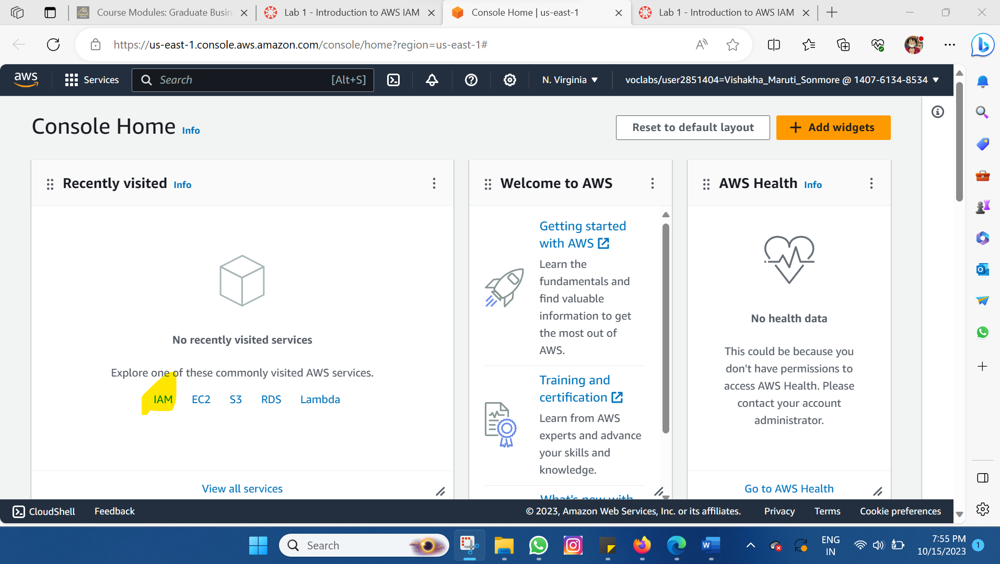 Course Modules: Graduate Busin
Lab 1 - Introduction to AWS IAM
Console Home | us-east-1
Lab 1 - Introduction to AWS IAM
https://us-east-1.console.aws.amazon.com/console/home?region=us-east-1#
aws
Services
Search
[Alt+S]
N. Virginia
voclabs/user2851404=Vishakha_Maruti_Sonmore @ 1407-6134-8534
Console Home Info
Reset to default layout
Add widgets
Recently visited Info
No recently visited services
Explore one of these commonly visited AWS services.
IAM EC2 S3 RDS Lambda
View all services
Welcome to AWS
Getting started
with AWS
Learn the
fundamentals and
find valuable
information to get
the most out of
AWS.
Training and
certification
Learn from AWS
experts and advance
your skills and
knowledge.
What's new with
AWS Health Info
No health data
This could be because you
don't have permissions to
access AWS Health. Please
contact your account
administrator.
Go to AWS Health
CloudShell
Feedback
© 2023, Amazon Web Services, Inc. or its affiliates.
Privacy
Terms
Cookie preferences
Search
ENG
IN
7:55 PM
10/15/2023
1